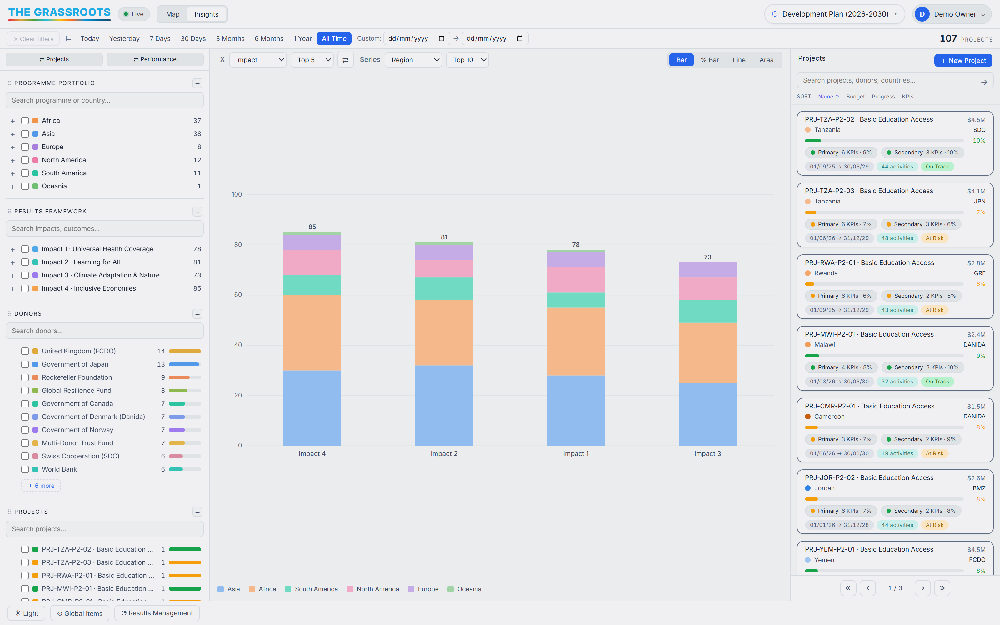 THE GRASSROOTS
Live
Map
Insights
Development Plan (2026-2030)
D
Demo Owner
Clear filters
Today
Yesterday
7 Days
30 Days
3 Months
6 Months
1 Year
All Time
Custom:
dd/mm/yyyy
→
dd/mm/yyyy
107 PROJECTS
⇄ Projects
⇄ Performance
PROGRAMME PORTFOLIO
Search programme or country...
+ Africa 37
+ Asia 38
+ Europe 8
+ North America 12
+ South America 11
+ Oceania 1
RESULTS FRAMEWORK
Search impacts, outcomes...
+ Impact 1 · Universal Health Coverage 78
+ Impact 2 · Learning for All 81
+ Impact 3 · Climate Adaptation & Nature 73
+ Impact 4 · Inclusive Economies 85
DONORS
Search donors...
United Kingdom (FCDO) 14
Government of Japan 13
Rockefeller Foundation 9
Global Resilience Fund 8
Government of Canada 7
Government of Denmark (Danida) 7
Government of Norway 7
Multi-Donor Trust Fund 7
Swiss Cooperation (SDC) 6
World Bank 6
+ 6 more
PROJECTS
Search projects...
PRJ-TZA-P2-02 · Basic Education ... 1
PRJ-TZA-P2-03 · Basic Education ... 1
PRJ-RWA-P2-01 · Basic Education ... 1
PRJ-MWI-P2-01 · Basic Education ... 1
X
Impact
Top 5
⇄
Series
Region
Top 10
Bar
% Bar
Line
Area
100
80
60
40
20
0
85
81
78
73
Impact 4
Impact 2
Impact 1
Impact 3
Asia
Africa
South America
North America
Europe
Oceania
Projects
+ New Project
Search projects, donors, countries...
→
SORT Name ↑ Budget Progress KPIs
PRJ-TZA-P2-02 · Basic Education Access $4.5M
Tanzania SDC
10%
Primary 6 KPIs · 9% Secondary 3 KPIs · 10%
01/09/25 → 30/06/29 44 activities On Track
PRJ-TZA-P2-03 · Basic Education Access $4.1M
Tanzania JPN
7%
Primary 6 KPIs · 7% Secondary 3 KPIs · 6%
01/06/26 → 31/12/29 48 activities At Risk
PRJ-RWA-P2-01 · Basic Education Access $2.8M
Rwanda GRF
6%
Primary 6 KPIs · 6% Secondary 2 KPIs · 5%
01/09/25 → 31/12/29 43 activities At Risk
PRJ-MWI-P2-01 · Basic Education Access $2.4M
Malawi DANIDA
9%
Primary 4 KPIs · 8% Secondary 3 KPIs · 10%
01/03/26 → 30/06/30 32 activities On Track
PRJ-CMR-P2-01 · Basic Education Access $1.5M
Cameroon DANIDA
8%
Primary 3 KPIs · 7% Secondary 2 KPIs · 9%
01/06/26 → 30/06/30 19 activities At Risk
PRJ-JOR-P2-02 · Basic Education Access $2.6M
Jordan BMZ
8%
Primary 6 KPIs · 7% Secondary 2 KPIs · 8%
01/01/26 → 31/12/28 44 activities At Risk
PRJ-YEM-P2-01 · Basic Education Access $4.5M
Yemen FCDO
8%
« ‹ 1 / 3 › »
Light
Global Items
Results Management